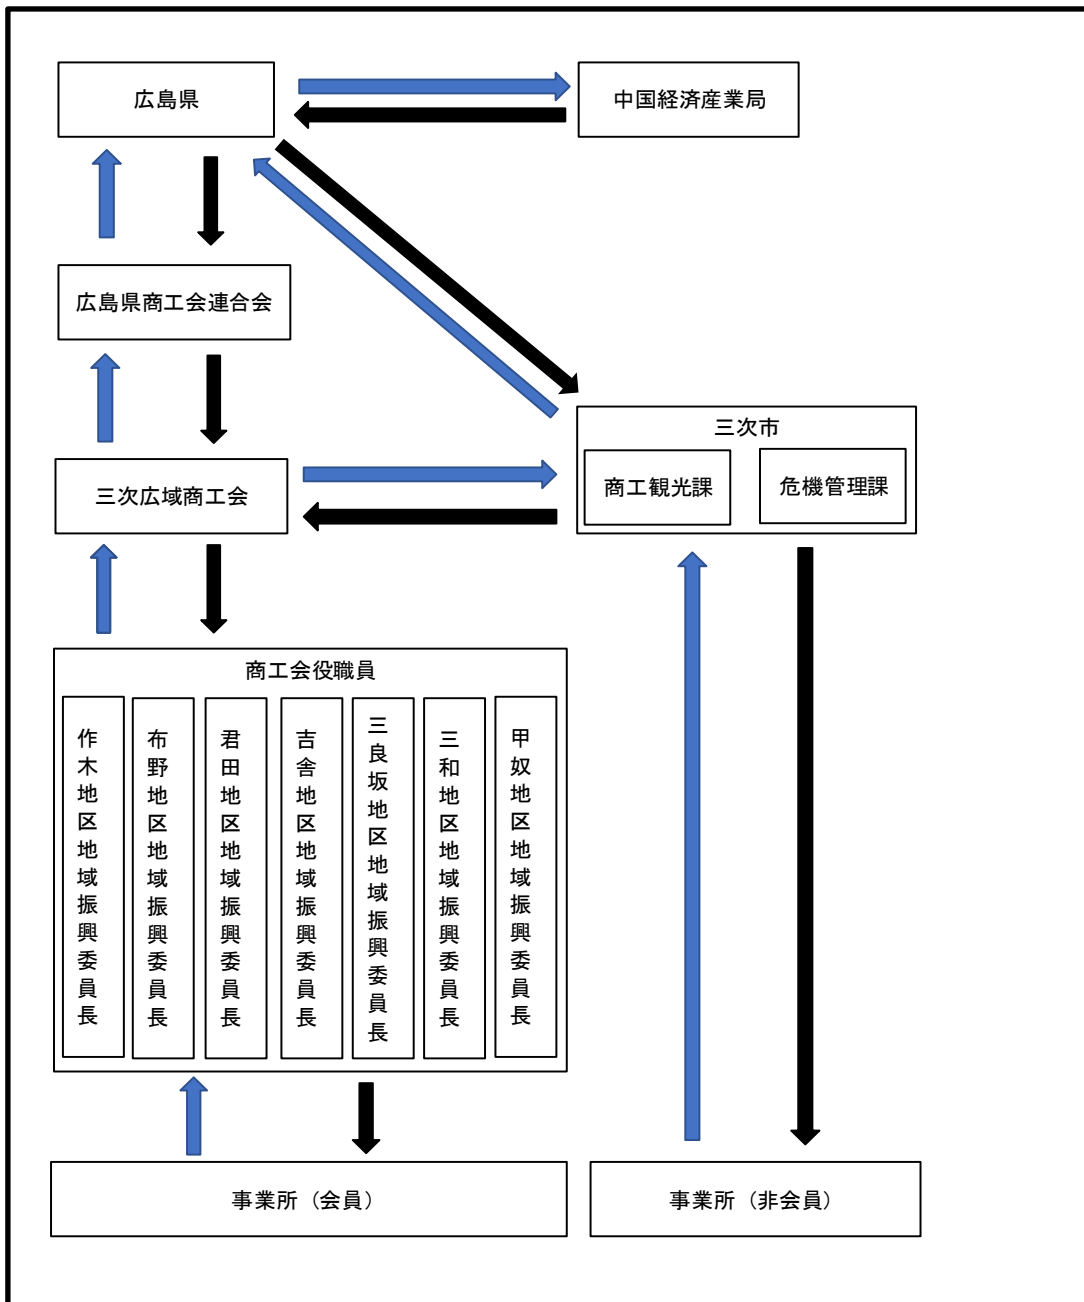 広島県
中国経済産業局
広島県商工会連合会
三次市
商工観光課
危機管理課
三次広域商工会
商工会役職員
作木地区地域振興委員長
布野地区地域振興委員長
君田地区地域振興委員長
吉舎地区地域振興委員長
三良坂地区地域振興委員長
三和地区地域振興委員長
甲奴地区地域振興委員長
事業所（会員）
事業所（非会員）